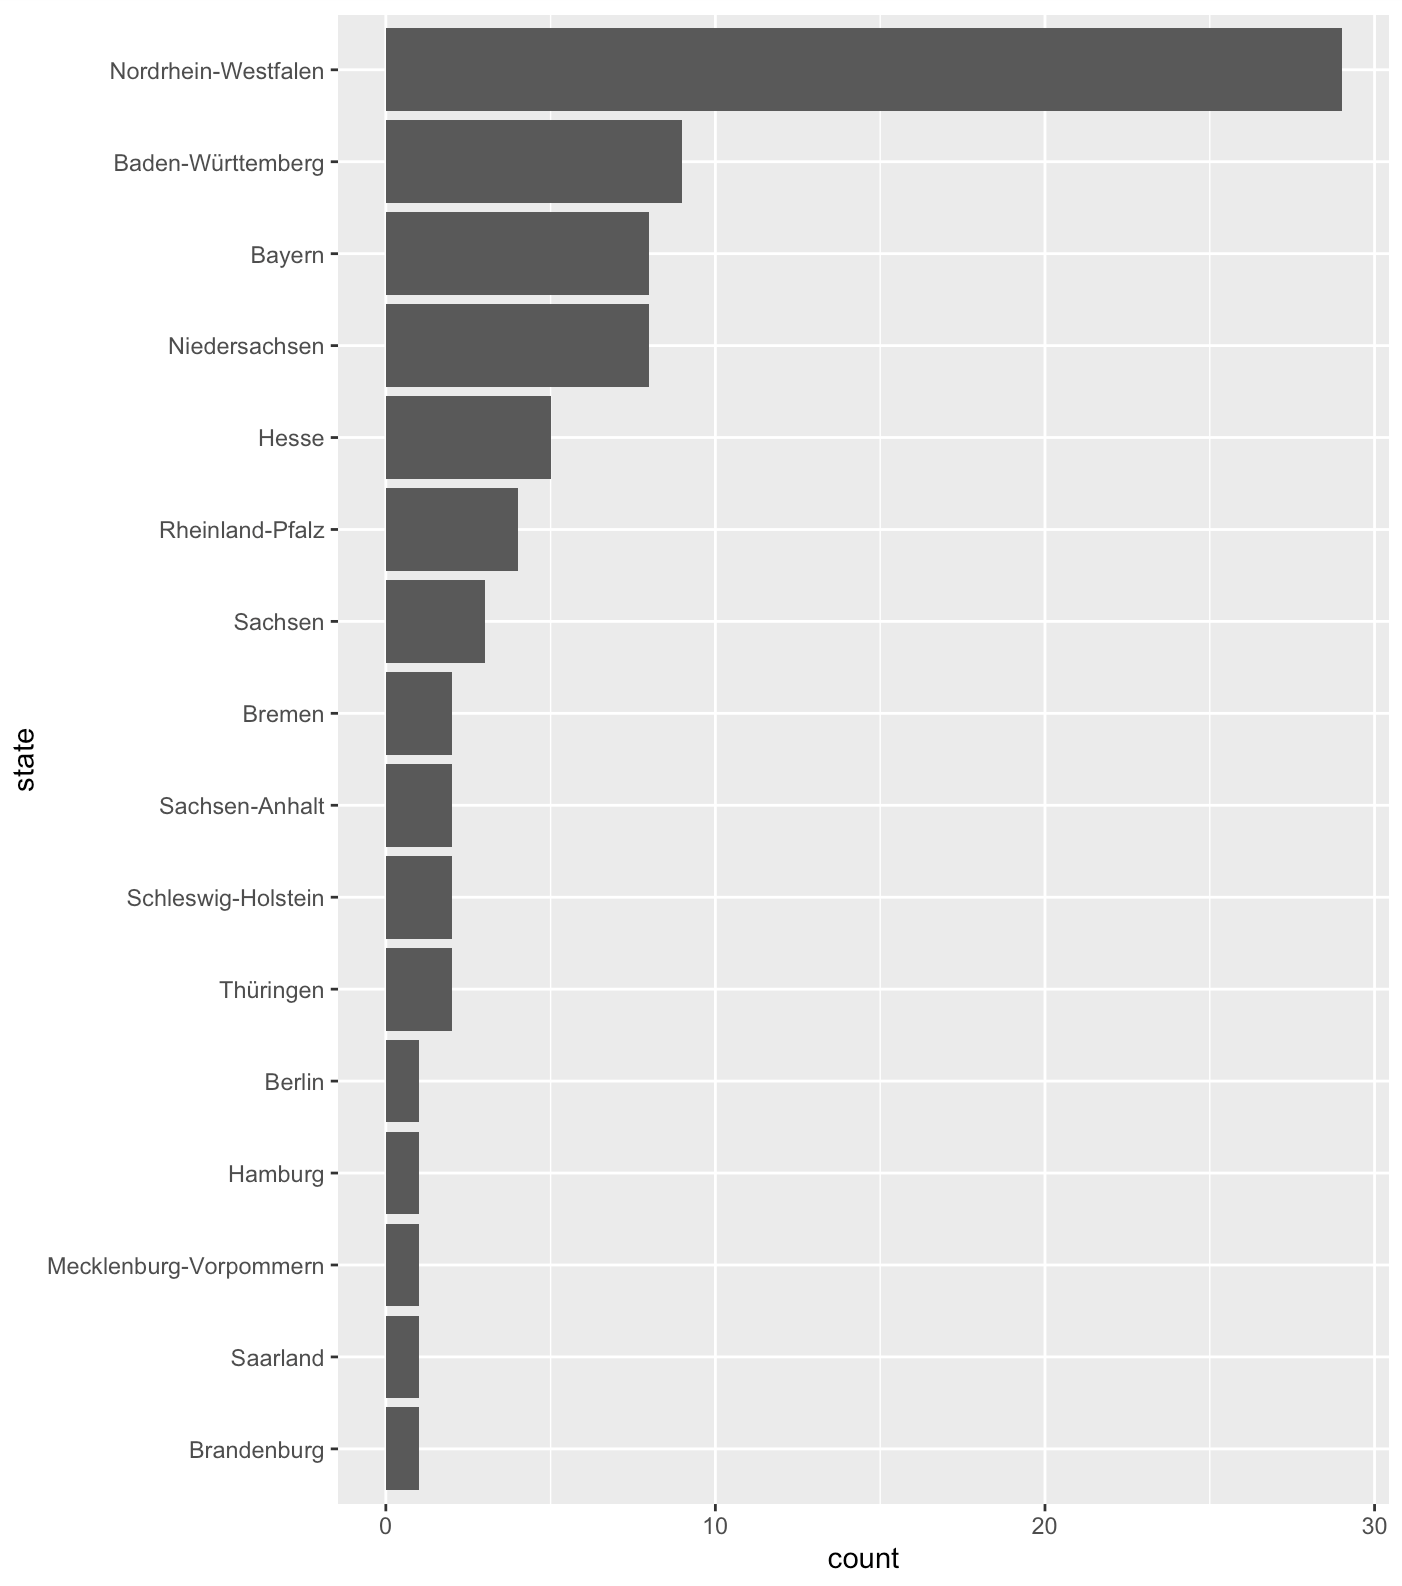 Nordrhein-Westfalen
Baden-Württemberg
Bayern
Niedersachsen
Hesse
Rheinland-Pfalz
Sachsen
Bremen
Sachsen-Anhalt
Schleswig-Holstein
Thüringen
Berlin
Hamburg
Mecklenburg-Vorpommern
Saarland
Brandenburg
state
0 10 20 30
count